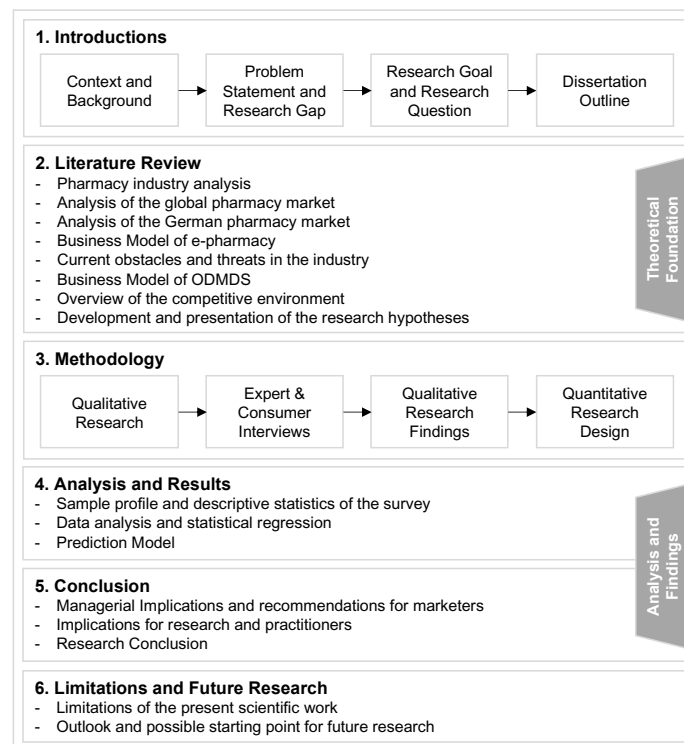 1. Introductions
Context and
Background
Problem
Statement and
Research Gap
Research Goal
and Research
Question
Dissertation
Outline
2. Literature Review
- Pharmacy industry analysis
- Analysis of the global pharmacy market
- Analysis of the German pharmacy market
- Business Model of e-pharmacy
- Current obstacles and threats in the industry
- Business Model of ODMDS
- Overview of the competitive environment
- Development and presentation of the research hypotheses
Theoretical
Foundation
3. Methodology
Qualitative
Research
Expert &
Consumer
Interviews
Qualitative
Research
Findings
Quantitative
Research
Design
4. Analysis and Results
- Sample profile and descriptive statistics of the survey
- Data analysis and statistical regression
- Prediction Model
Analysis and
Findings
5. Conclusion
- Managerial Implications and recommendations for marketers
- Implications for research and practitioners
- Research Conclusion
6. Limitations and Future Research
- Limitations of the present scientific work
- Outlook and possible starting point for future research